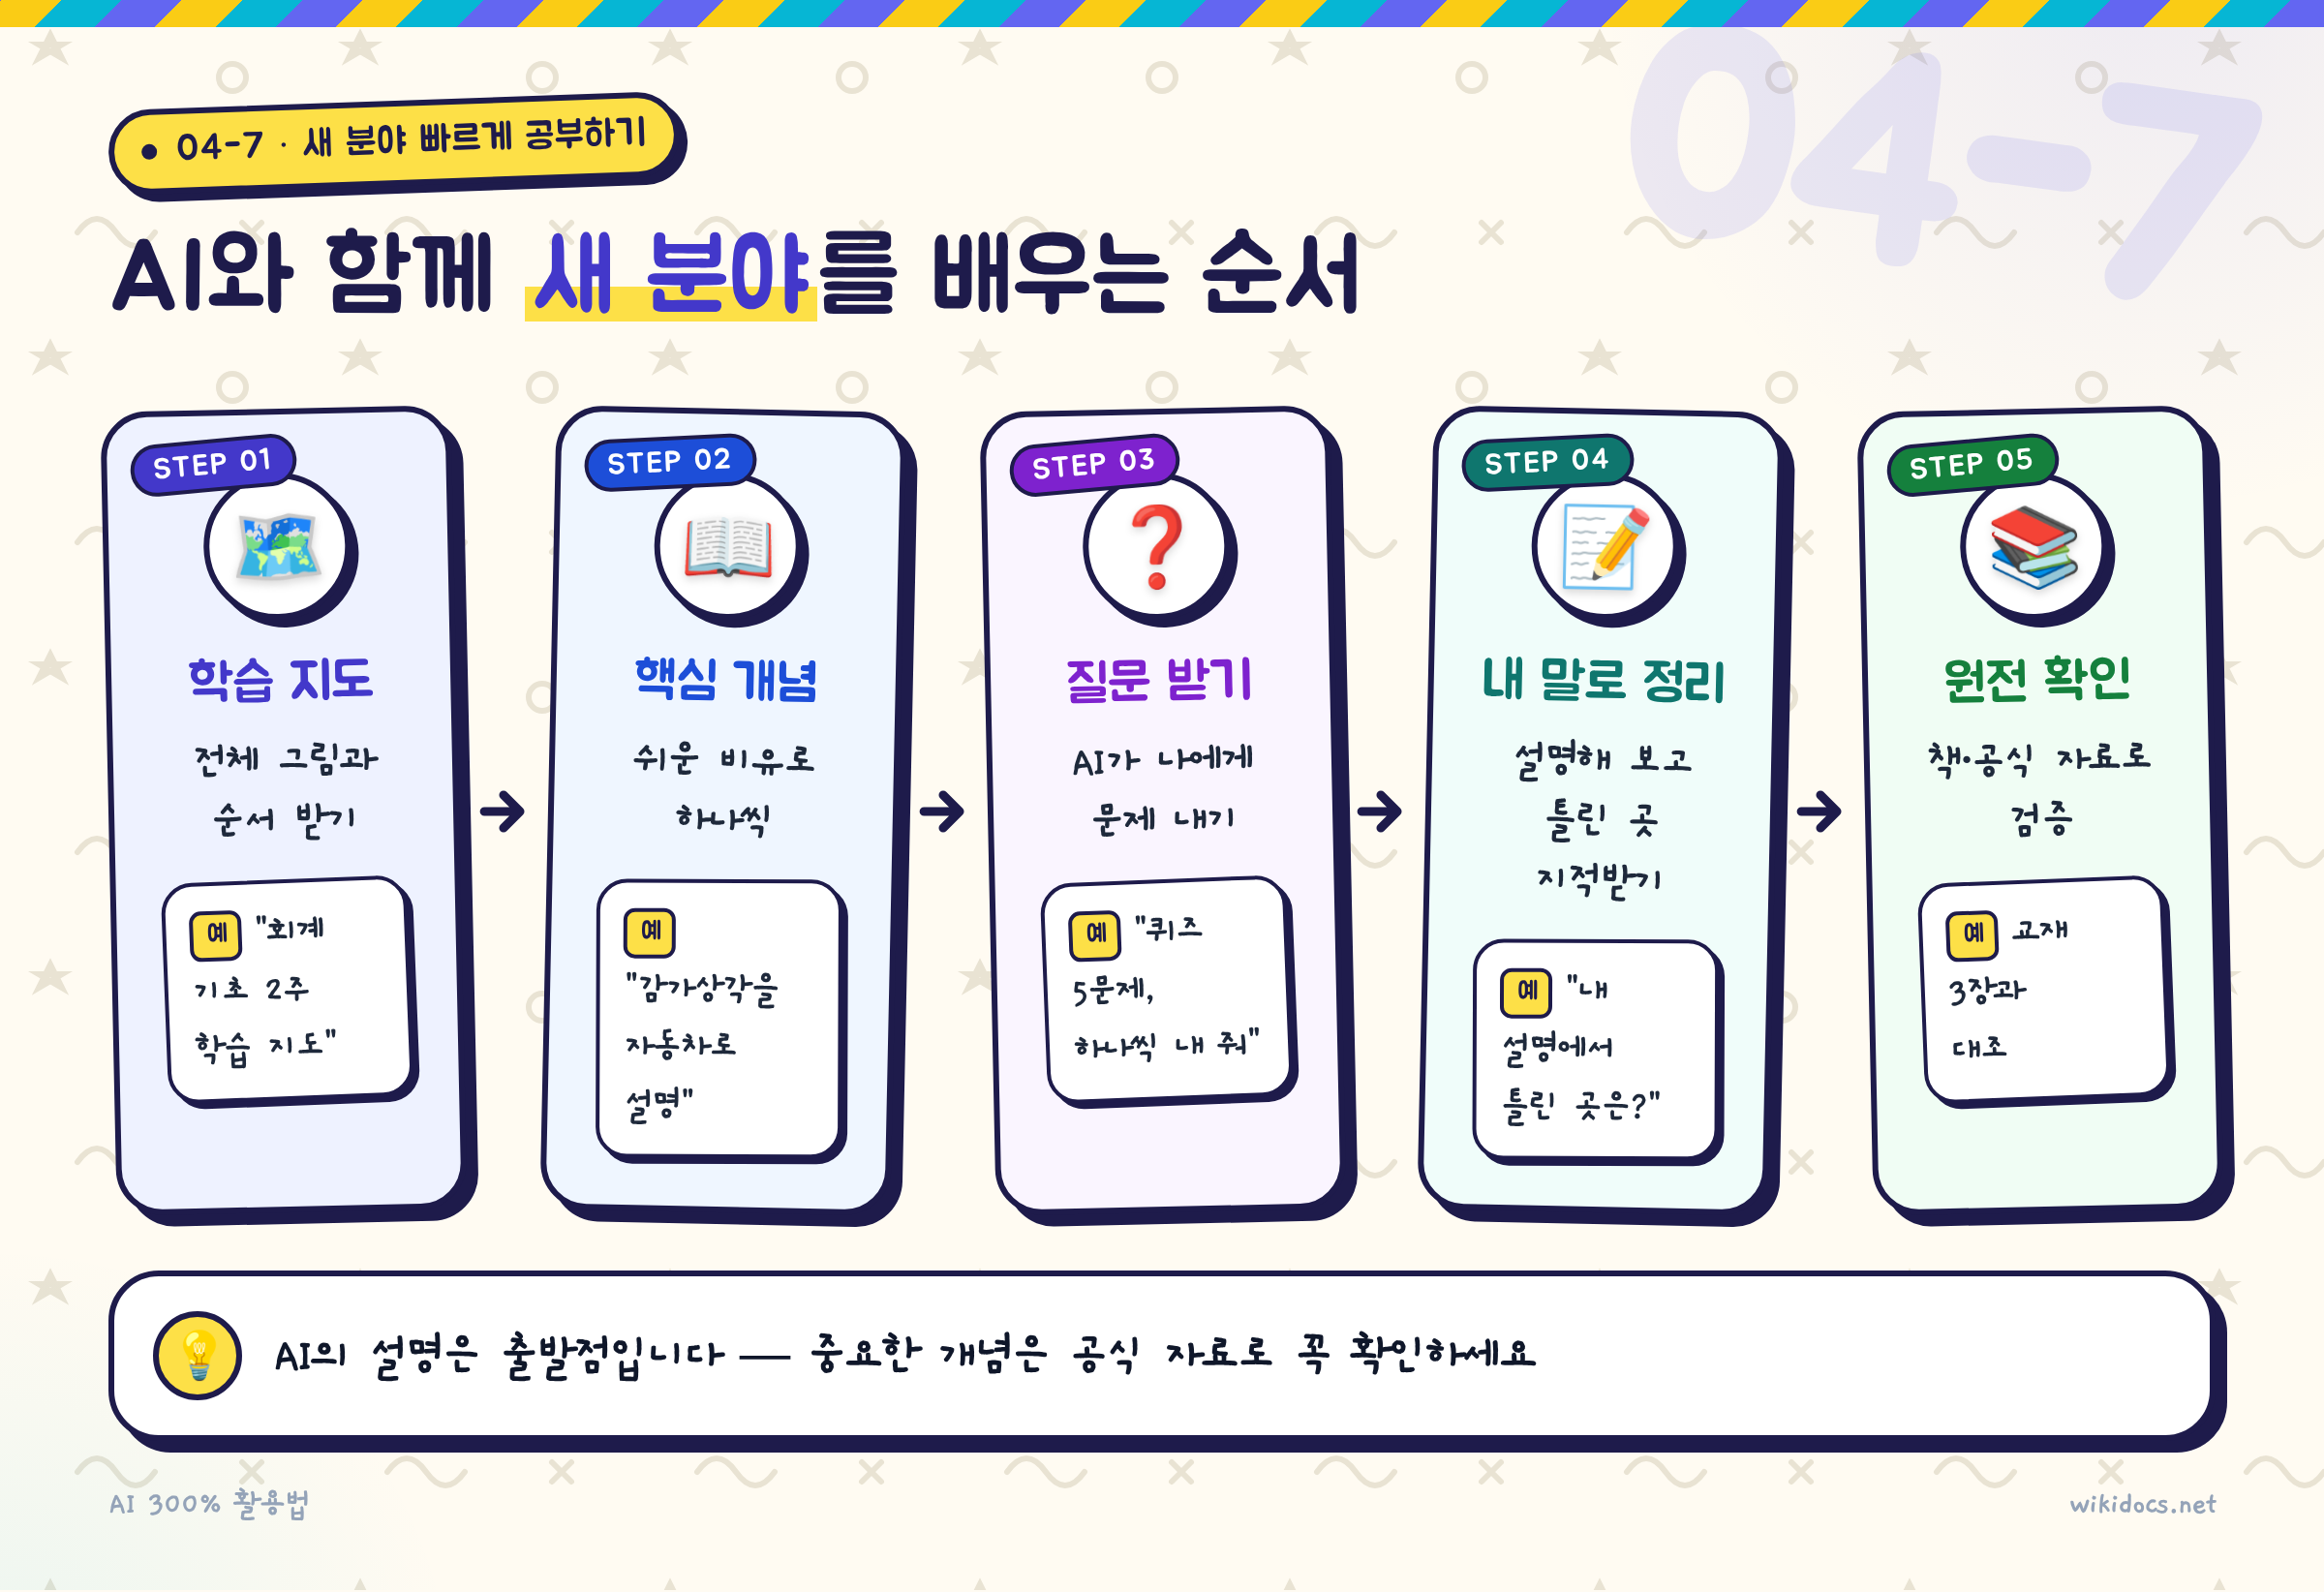 04-7
04-7 · 새 분야 빠르게 공부하기
AI와 함께 새 분야를 배우는 순서
STEP 01
학습 지도
전체 그림과
순서 받기
예 "회계
기초 2주
학습 지도"
STEP 02
핵심 개념
쉬운 비유로
하나씩
예
"감가상각을
자동차로
설명"
STEP 03
질문 받기
AI가 나에게
문제 내기
예 "퀴즈
5문제,
하나씩 내 줘"
STEP 04
내 말로 정리
설명해 보고
틀린 곳
지적받기
예 "내
설명에서
틀린 곳은?"
STEP 05
원전 확인
책·공식 자료로
검증
예 교재
3장과
대조
AI의 설명은 출발점입니다 — 중요한 개념은 공식 자료로 꼭 확인하세요
AI 300% 활용법
wikidocs.net